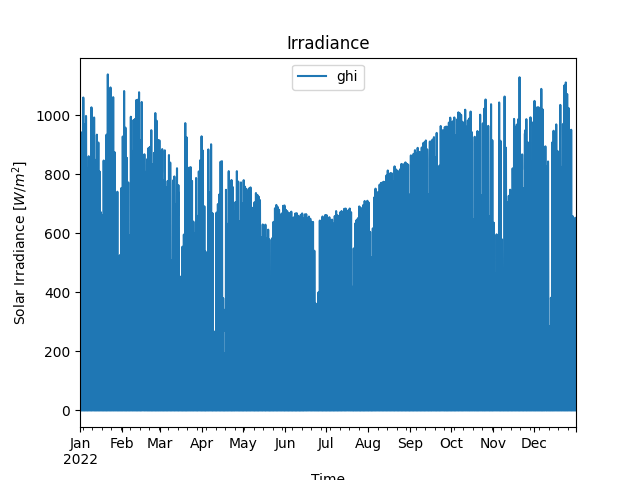 Irradiance
ghi
1000
800
600
400
200
0
Solar Irradiance [W/m²]
Jan Feb Mar Apr May Jun Jul Aug Sep Oct Nov Dec
2022
Time